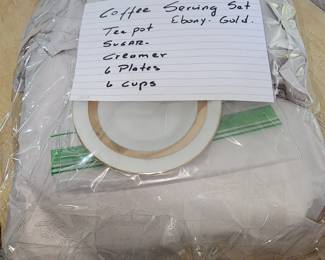 Coffee Serving Set
Ebony. Gold.
Tea pot
Sugar-
Creamer
6 Plates
6 Cups